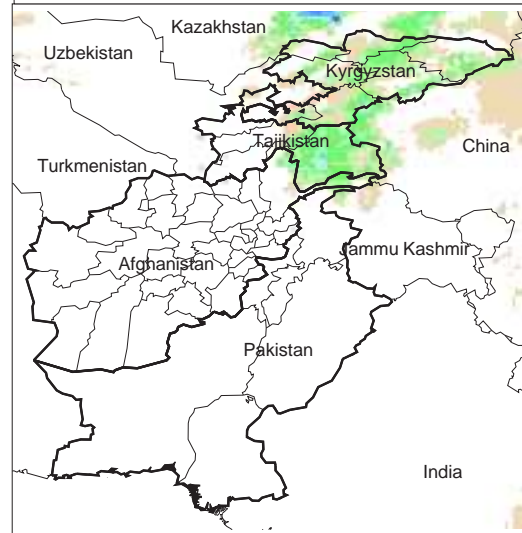 Kazakhstan
Uzbekistan
Kyrgyzstan
Tajikistan
China
Turkmenistan
Jammu Kashmir
Afghanistan
Pakistan
India